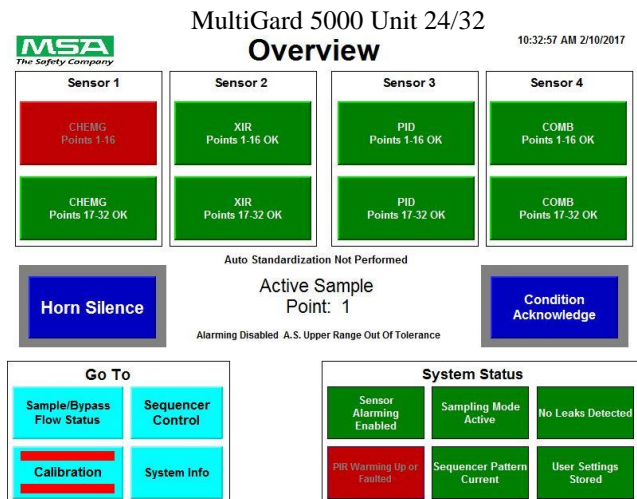 MultiGard 5000 Unit 24/32
MSA
The Safety Company
Overview
10:32:57 AM 2/10/2017
Sensor 1
Sensor 2
Sensor 3
Sensor 4
CHEMG
Points 1-16
XIR
Points 1-16 OK
PID
Points 1-16 OK
COMB
Points 1-16 OK
CHEMG
Points 17-32 OK
XIR
Points 17-32 OK
PID
Points 17-32 OK
COMB
Points 17-32 OK
Auto Standardization Not Performed
Horn Silence
Active Sample
Point: 1
Condition
Acknowledge
Alarming Disabled A.S. Upper Range Out Of Tolerance
Go To
Sample/Bypass
Flow Status
Sequencer
Control
Calibration
System Info
System Status
Sensor
Alarming
Enabled
Sampling Mode
Active
No Leaks Detected
PIR Warming Up or
Faulted
Sequencer Pattern
Current
User Settings
Stored